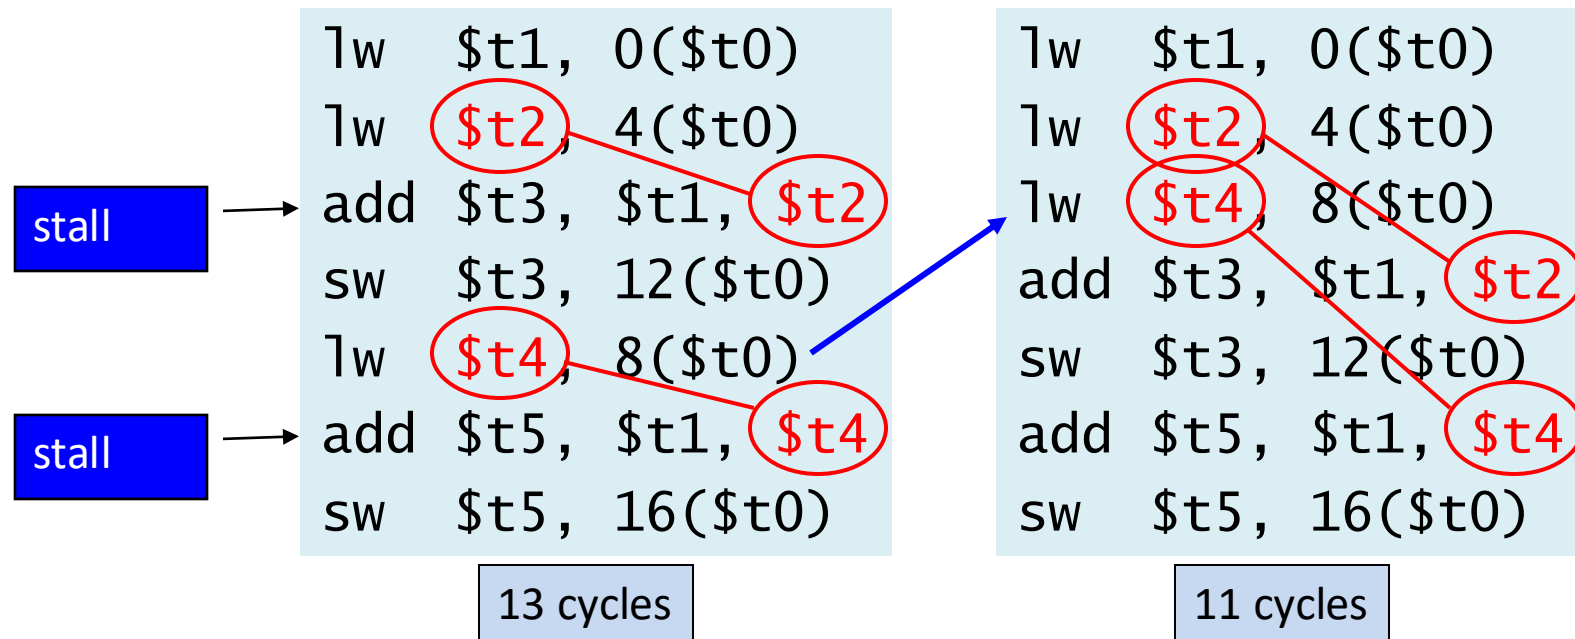 lw $t1, 0($t0)
lw $t2, 4($t0)
stall
add $t3, $t1, $t2
sw $t3, 12($t0)
lw $t4, 8($t0)
stall
add $t5, $t1, $t4
sw $t5, 16($t0)
13 cycles
lw $t1, 0($t0)
lw $t2, 4($t0)
lw $t4, 8($t0)
add $t3, $t1, $t2
sw $t3, 12($t0)
add $t5, $t1, $t4
sw $t5, 16($t0)
11 cycles